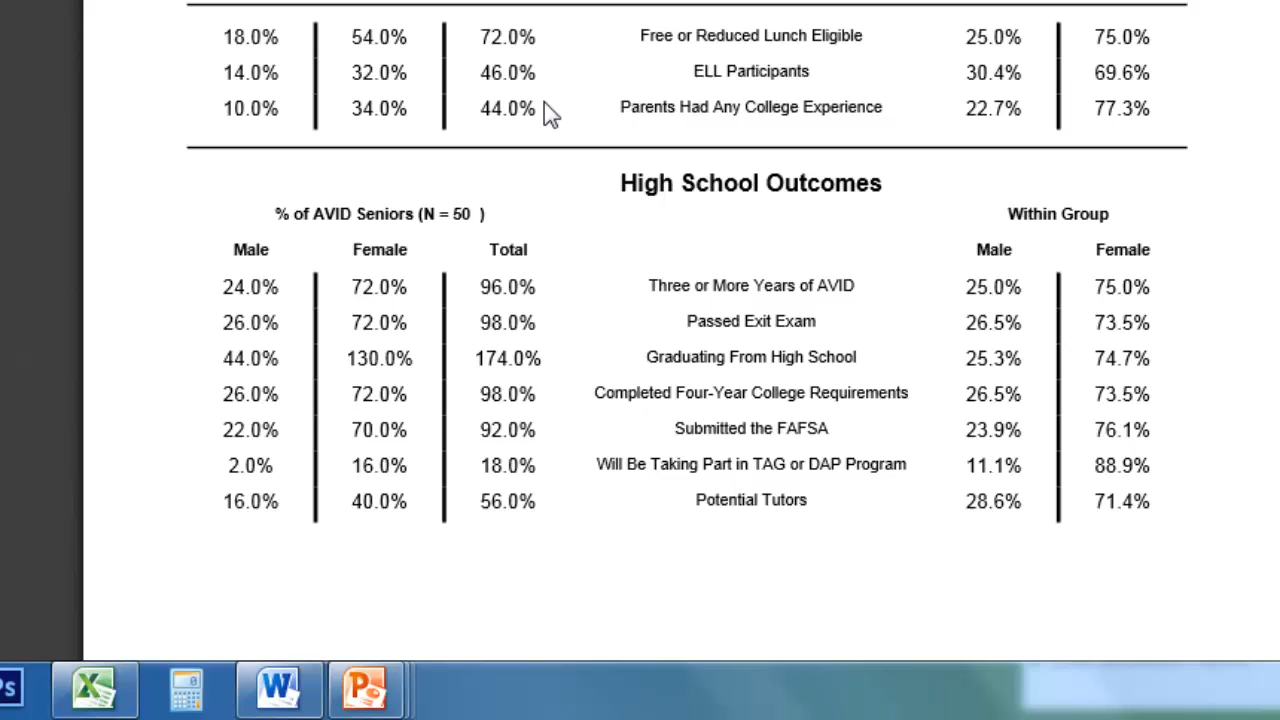 18.0% 54.0% 72.0% Free or Reduced Lunch Eligible 25.0% 75.0%
14.0% 32.0% 46.0% ELL Participants 30.4% 69.6%
10.0% 34.0% 44.0% Parents Had Any College Experience 22.7% 77.3%
High School Outcomes
% of AVID Seniors (N = 50 ) Within Group
Male Female Total Male Female
24.0% 72.0% 96.0% Three or More Years of AVID 25.0% 75.0%
26.0% 72.0% 98.0% Passed Exit Exam 26.5% 73.5%
44.0% 130.0% 174.0% Graduating From High School 25.3% 74.7%
26.0% 72.0% 98.0% Completed Four-Year College Requirements 26.5% 73.5%
22.0% 70.0% 92.0% Submitted the FAFSA 23.9% 76.1%
2.0% 16.0% 18.0% Will Be Taking Part in TAG or DAP Program 11.1% 88.9%
16.0% 40.0% 56.0% Potential Tutors 28.6% 71.4%
Ps X 0 W P